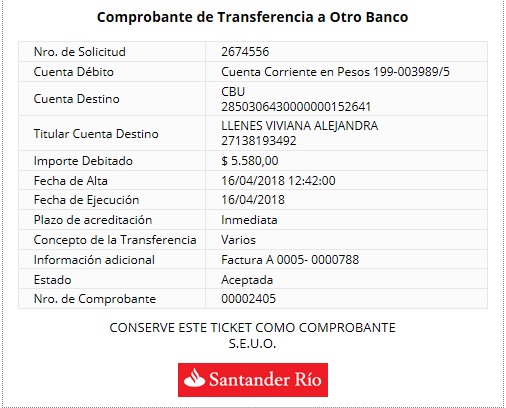 Comprobante de Transferencia a Otro Banco
Nro. de Solicitud 2674556
Cuenta Débito Cuenta Corriente en Pesos 199-003989/5
Cuenta Destino CBU
2850306430000000152641
Titular Cuenta Destino LLENES VIVIANA ALEJANDRA
27138193492
Importe Debitado $ 5.580,00
Fecha de Alta 16/04/2018 12:42:00
Fecha de Ejecución 16/04/2018
Plazo de acreditación Inmediata
Concepto de la Transferencia Varios
Información adicional Factura A 0005- 0000788
Estado Aceptada
Nro. de Comprobante 00002405
CONSERVE ESTE TICKET COMO COMPROBANTE
S.E.U.O.
Santander Río